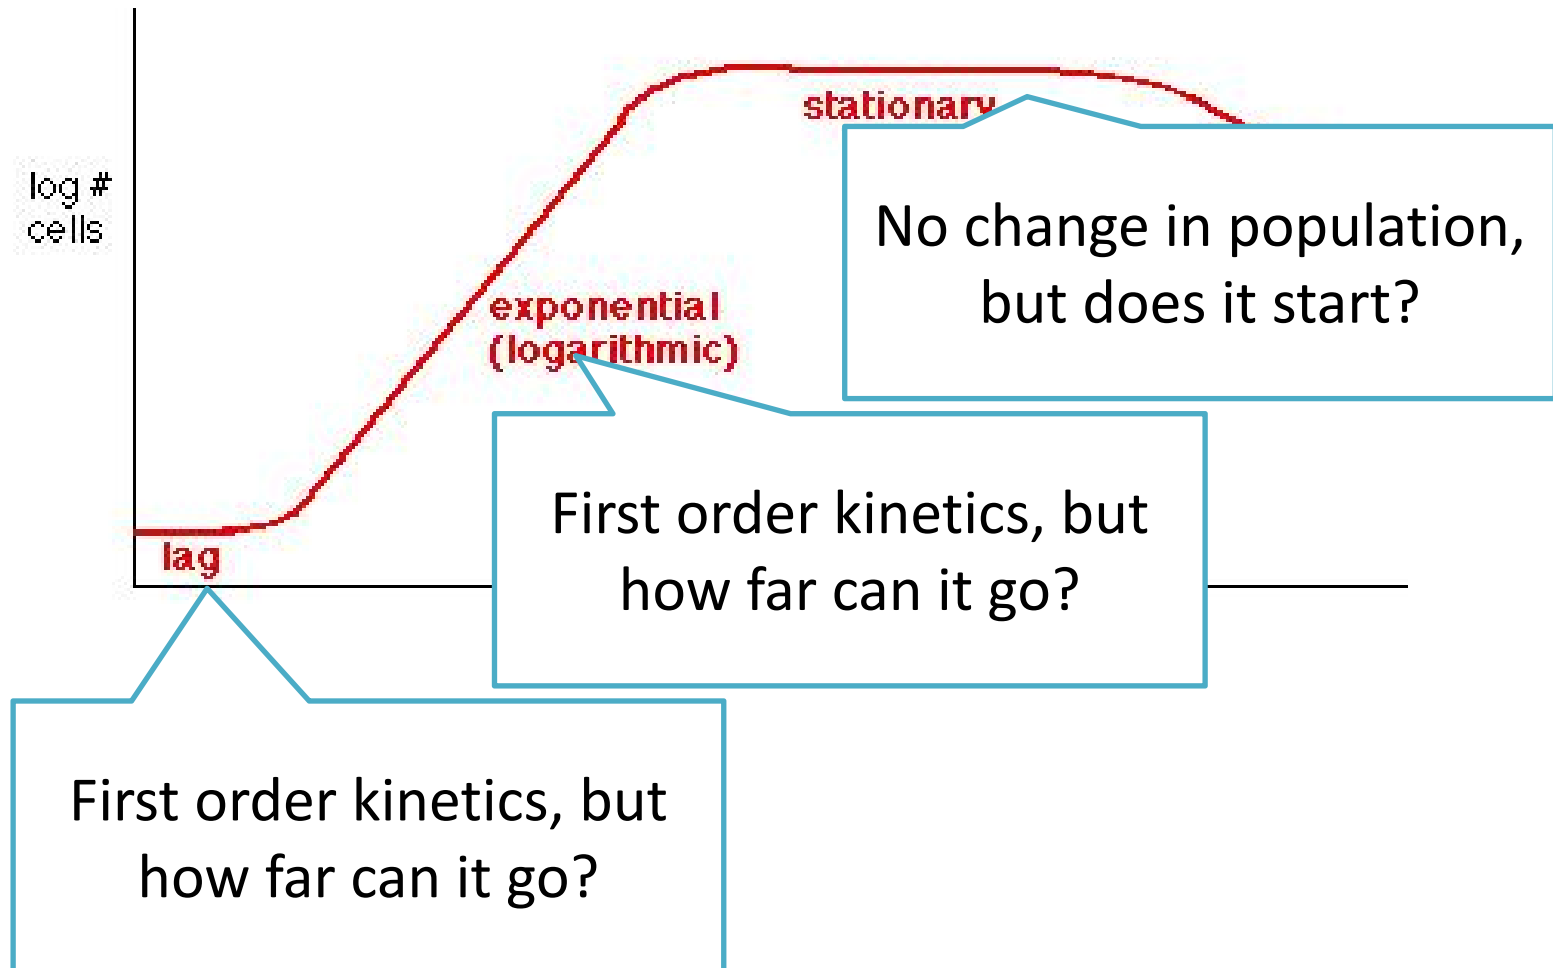 log #
cells
stationary
No change in population,
but does it start?
exponential
(logarithmic)
First order kinetics, but
how far can it go?
lag
First order kinetics, but
how far can it go?